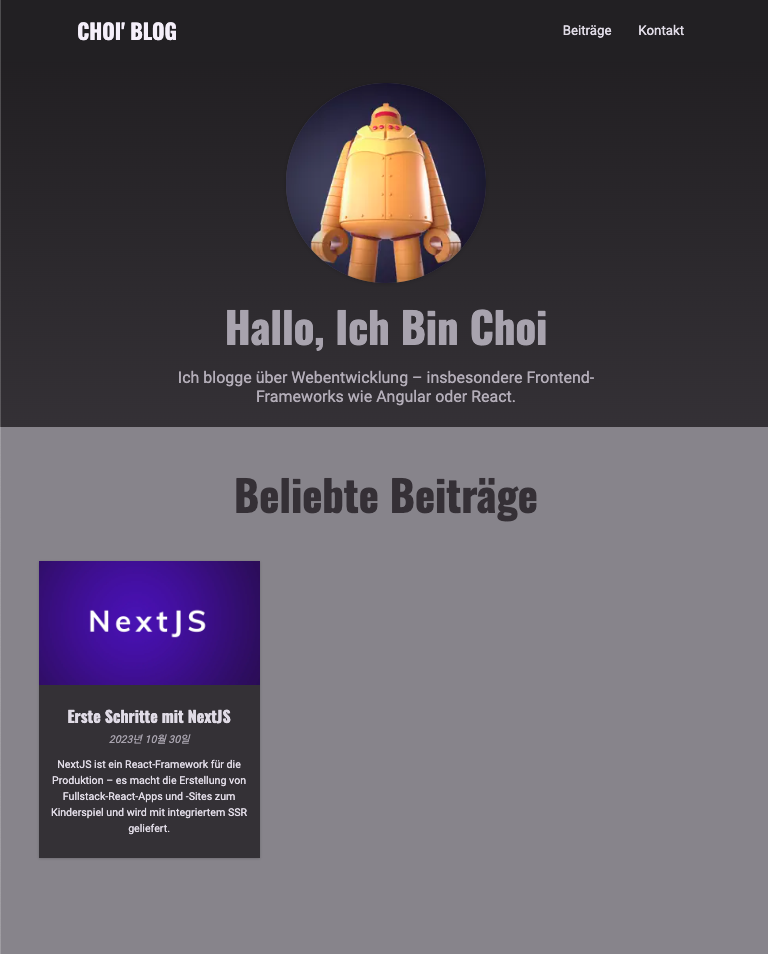 CHOI' BLOG
Beiträge
Kontakt
Hallo, Ich Bin Choi
Ich blogge über Webentwicklung – insbesondere Frontend-
Frameworks wie Angular oder React.
Beliebte Beiträge
NextJS
Erste Schritte mit NextJS
2023년 10월 30일
NextJS ist ein React-Framework für die
Produktion – es macht die Erstellung von
Fullstack-React-Apps und -Sites zum
Kinderspiel und wird mit integriertem SSR
geliefert.